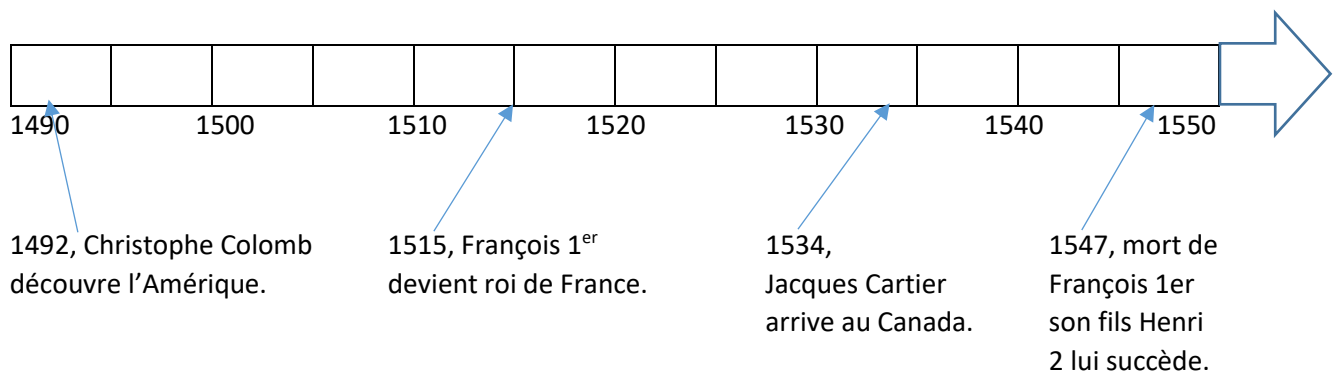 1490 1500 1510 1520 1530 1540 1550
1492, Christophe Colomb
découvre l’Amérique.
1515, François 1er
devient roi de France.
1534,
Jacques Cartier
arrive au Canada.
1547, mort de
François 1er
son fils Henri
2 lui succède.